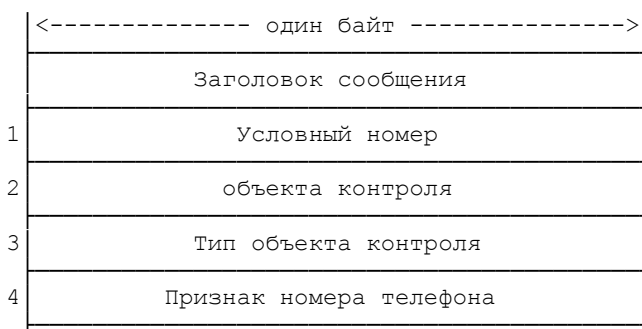 <-------------- один байт --------------->
Заголовок сообщения
1 Условный номер
2 объекта контроля
3 Тип объекта контроля
4 Признак номера телефона